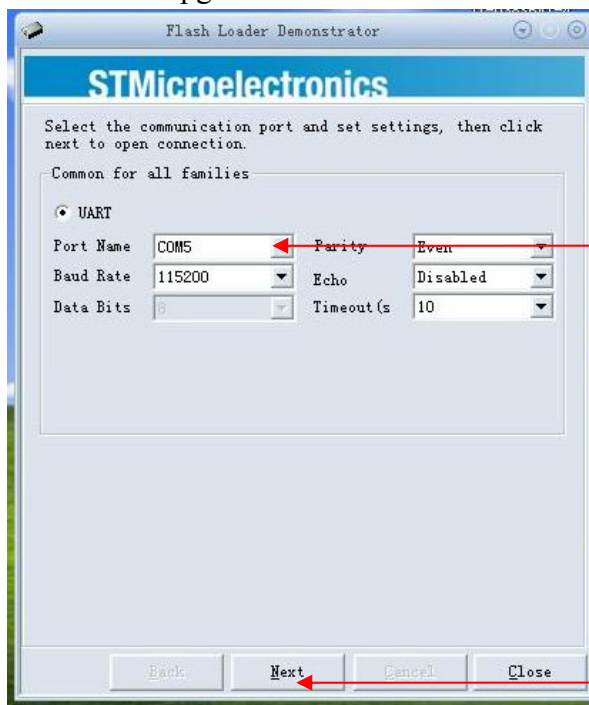 Flash Loader Demonstrator
STMicroelectronics
Select the communication port and set settings, then click
next to open connection.
Common for all families
UART
Port Name COM5 Parity Even
Baud Rate 115200 Echo Disabled
Data Bits 8 Timeout(s 10
Back Next Cancel Close